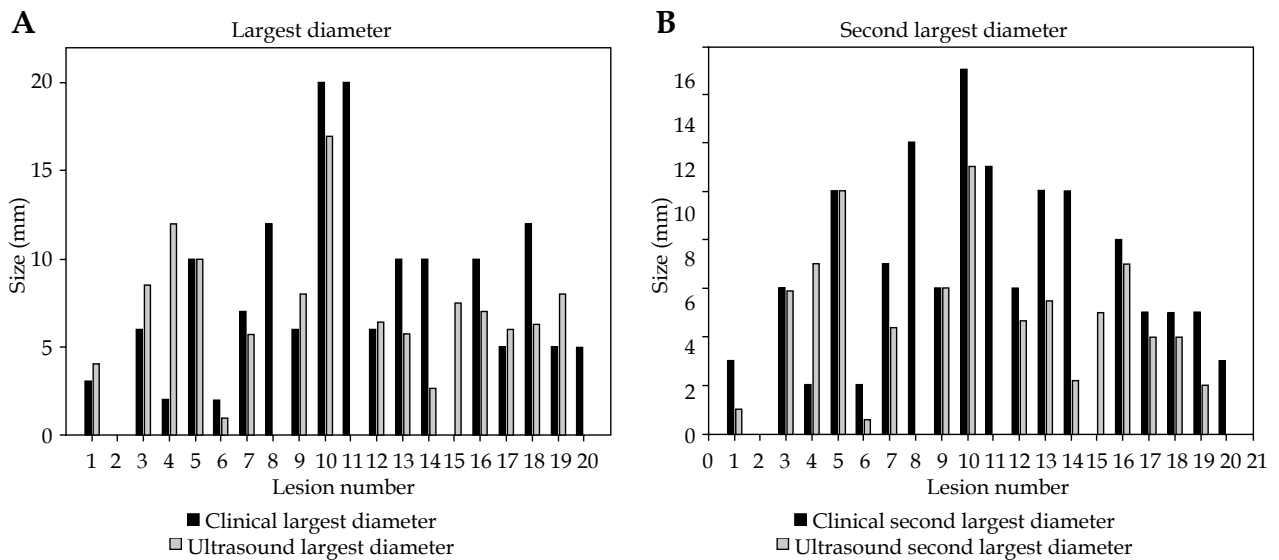 A
Largest diameter
20
15
10
5
0
Size (mm)
1 2 3 4 5 6 7 8 9 10 11 12 13 14 15 16 17 18 19 20
Lesion number
Clinical largest diameter
Ultrasound largest diameter
B
Second largest diameter
16
14
12
10
8
6
4
2
0
Size (mm)
0 1 2 3 4 5 6 7 8 9 10 11 12 13 14 15 16 17 18 19 20 21
Lesion number
Clinical second largest diameter
Ultrasound second largest diameter